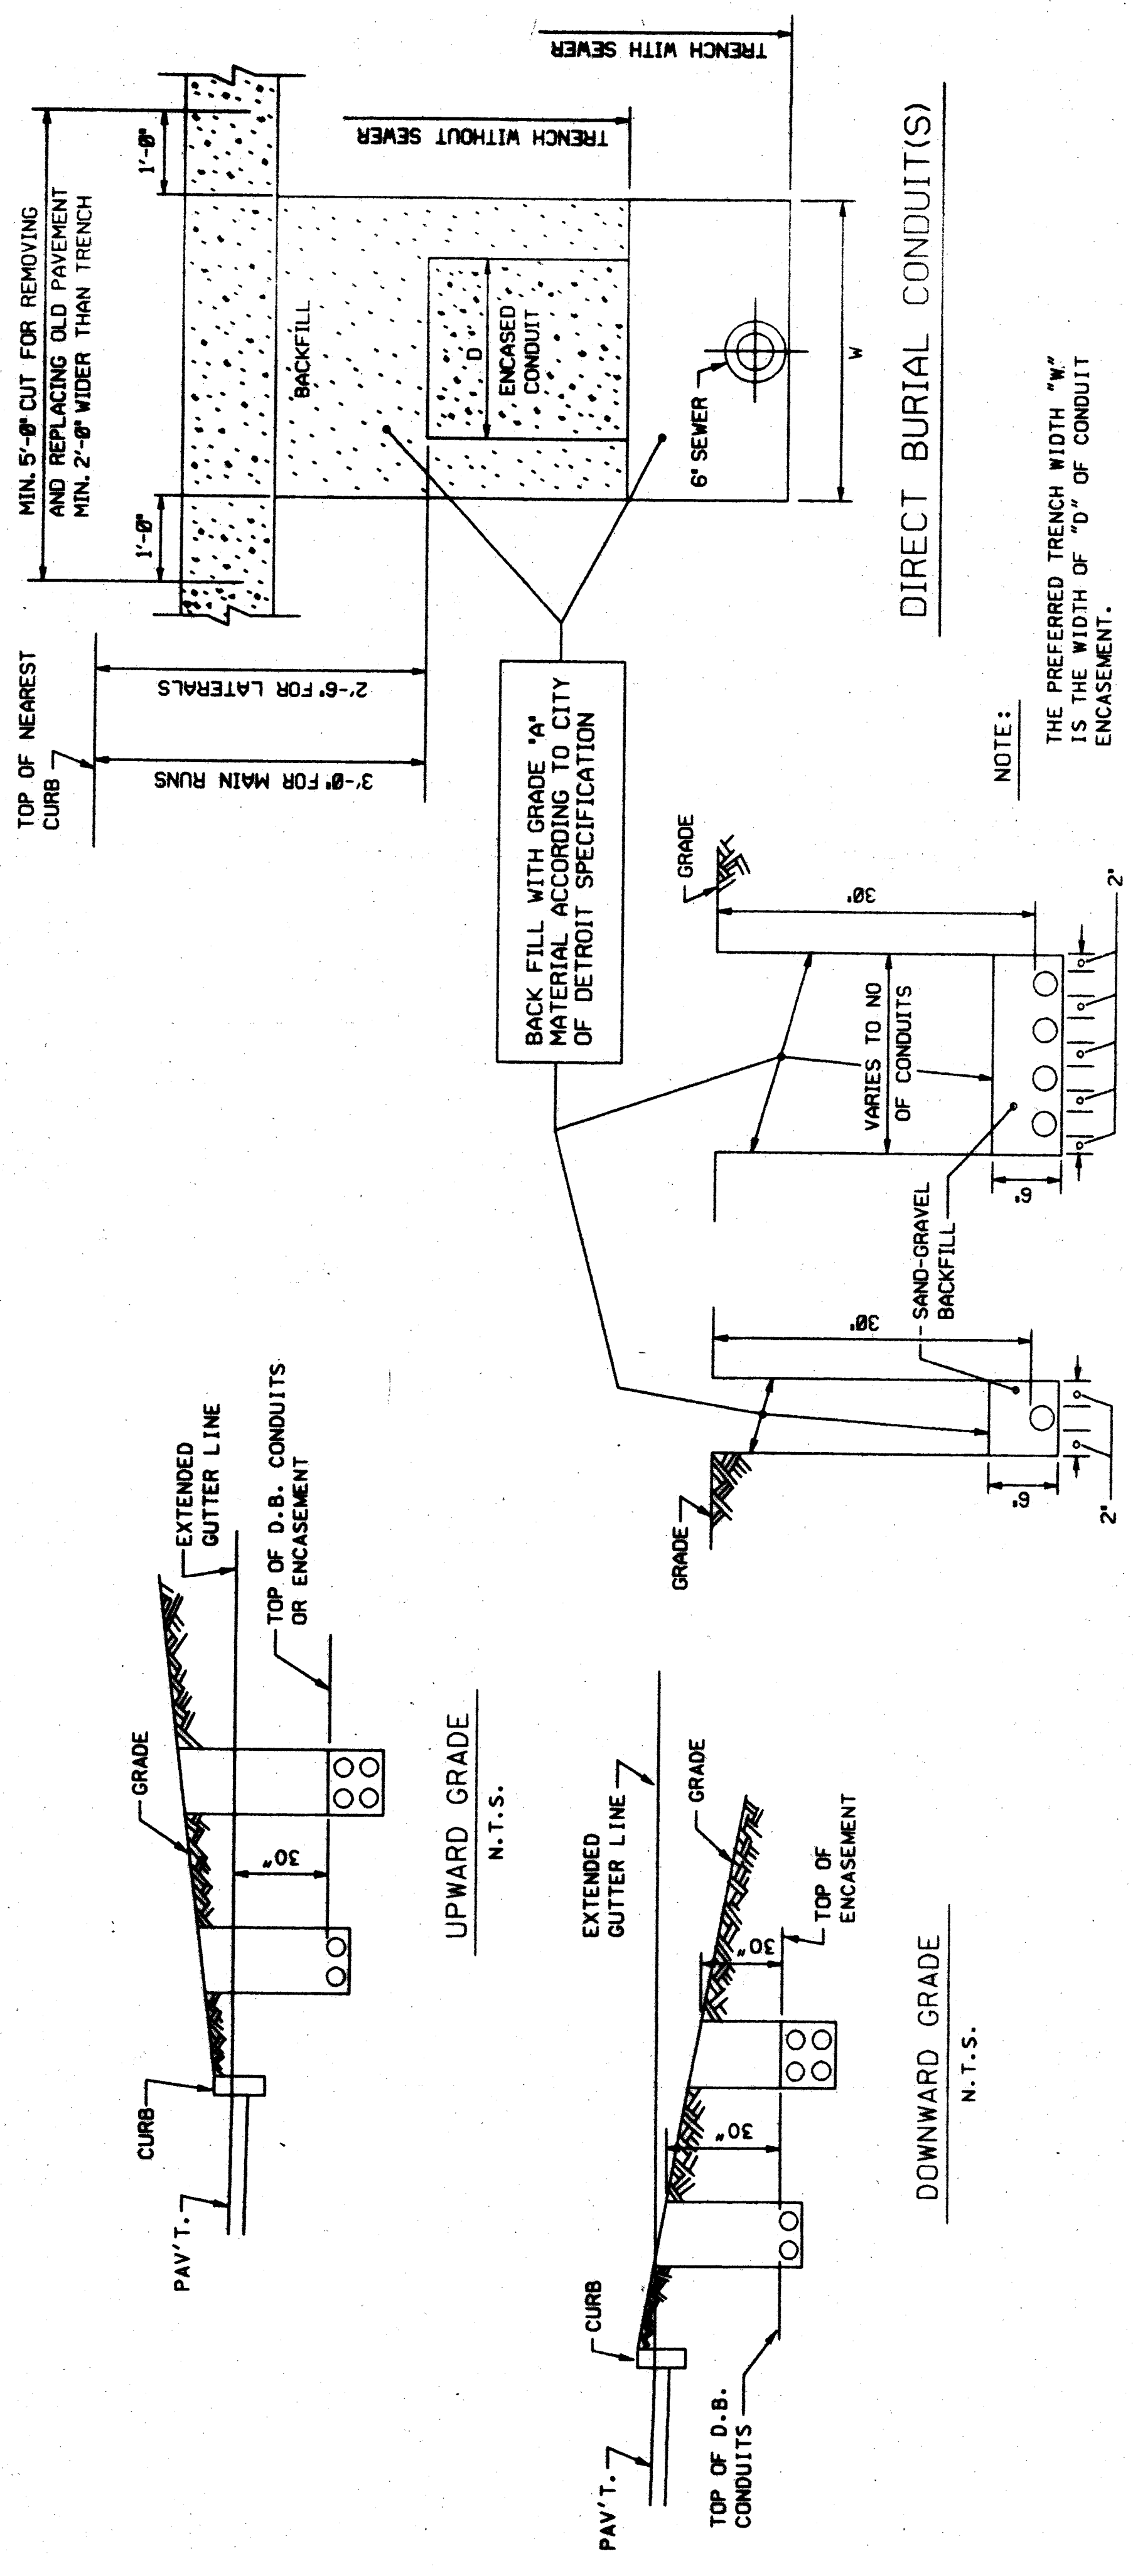 PAV'T.
CURB
GRADE
EXTENDED
GUTTER LINE
TOP OF D.B. CONDUITS
OR ENCASEMENT
30"
UPWARD GRADE
N.T.S.
PAV'T.
CURB
TOP OF D.B.
CONDUITS
EXTENDED
GUTTER LINE
GRADE
30"
30"
TOP OF
ENCASEMENT
DOWNWARD GRADE
N.T.S.
TOP OF NEAREST
CURB
3'-0" FOR MAIN RUNS
2'-6" FOR LATERALS
MIN. 5'-0" CUT FOR REMOVING
AND REPLACING OLD PAVEMENT
MIN. 2'-0" WIDER THAN TRENCH
1'-0"
1'-0"
BACKFILL
D
ENCASED
CONDUIT
6" SEWER
W
TRENCH WITHOUT SEWER
TRENCH WITH SEWER
BACK FILL WITH GRADE "A"
MATERIAL ACCORDING TO CITY
OF DETROIT SPECIFICATION
GRADE
30"
6"
2"
SAND-GRAVEL
BACKFILL
GRADE
30"
VARIES TO NO
OF CONDUITS
6"
2"
DIRECT BURIAL CONDUIT(S)
NOTE:
THE PREFERRED TRENCH WIDTH "W"
IS THE WIDTH OF "D" OF CONDUIT
ENCASEMENT.